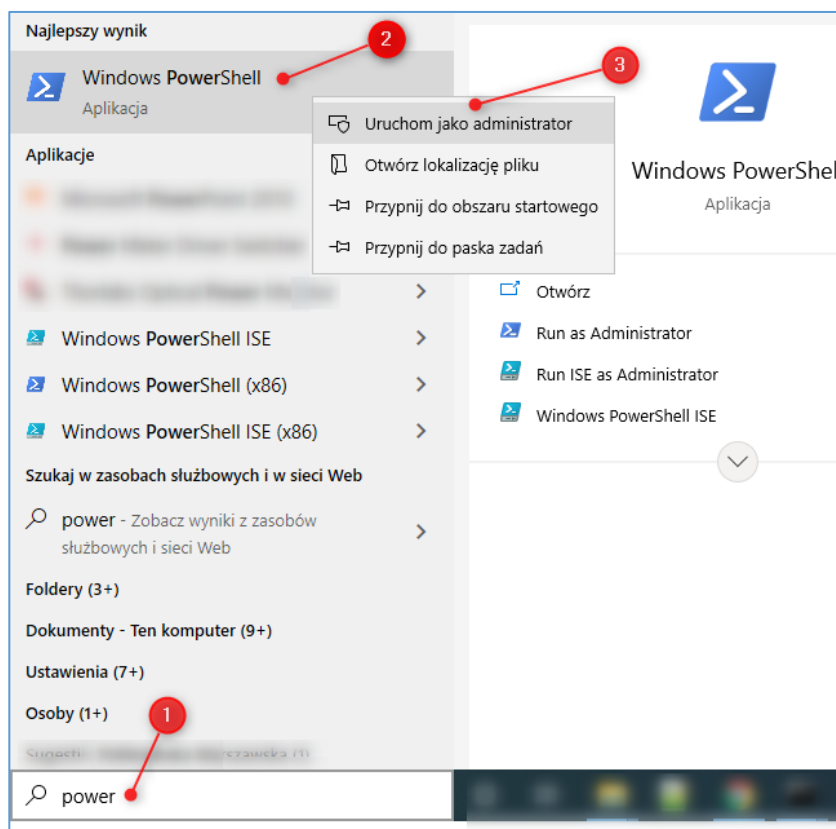 Najlepszy wynik
2
Windows PowerShell
Aplikacja
3
Uruchom jako administrator
Otwórz lokalizację pliku
Przypnij do obszaru startowego
Przypnij do paska zadań
Aplikacje
Windows PowerShell ISE
Windows PowerShell (x86)
Windows PowerShell ISE (x86)
Szukaj w zasobach służbowych i w sieci Web
power - Zobacz wyniki z zasobów
służbowych i sieci Web
Foldery (3+)
Dokumenty - Ten komputer (9+)
Ustawienia (7+)
Osoby (1+)
1
power
Windows PowerShel
Aplikacja
Otwórz
Run as Administrator
Run ISE as Administrator
Windows PowerShell ISE